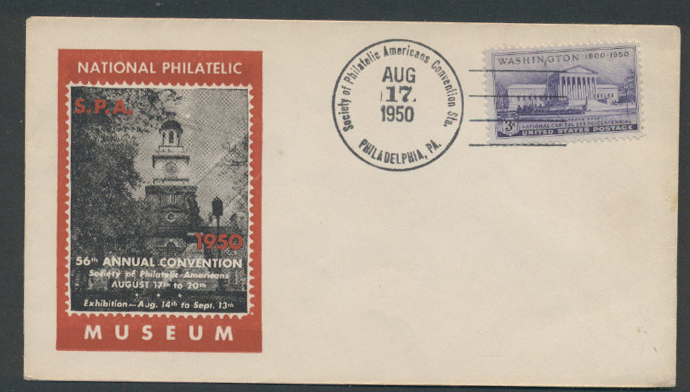 NATIONAL PHILATELIC
S.P.A.
1950
56th ANNUAL CONVENTION
Society of Philatelic Americans
AUGUST 17th to 20th
Exhibition—Aug. 14th to Sept. 13th
MUSEUM
Society of Philatelic Americans Convention Sta.
AUG
17
1950
PHILADELPHIA, PA.
WASHINGTON 1800-1950
3¢
NATIONAL CAPITAL SESQUICENTENNIAL
UNITED STATES POSTAGE